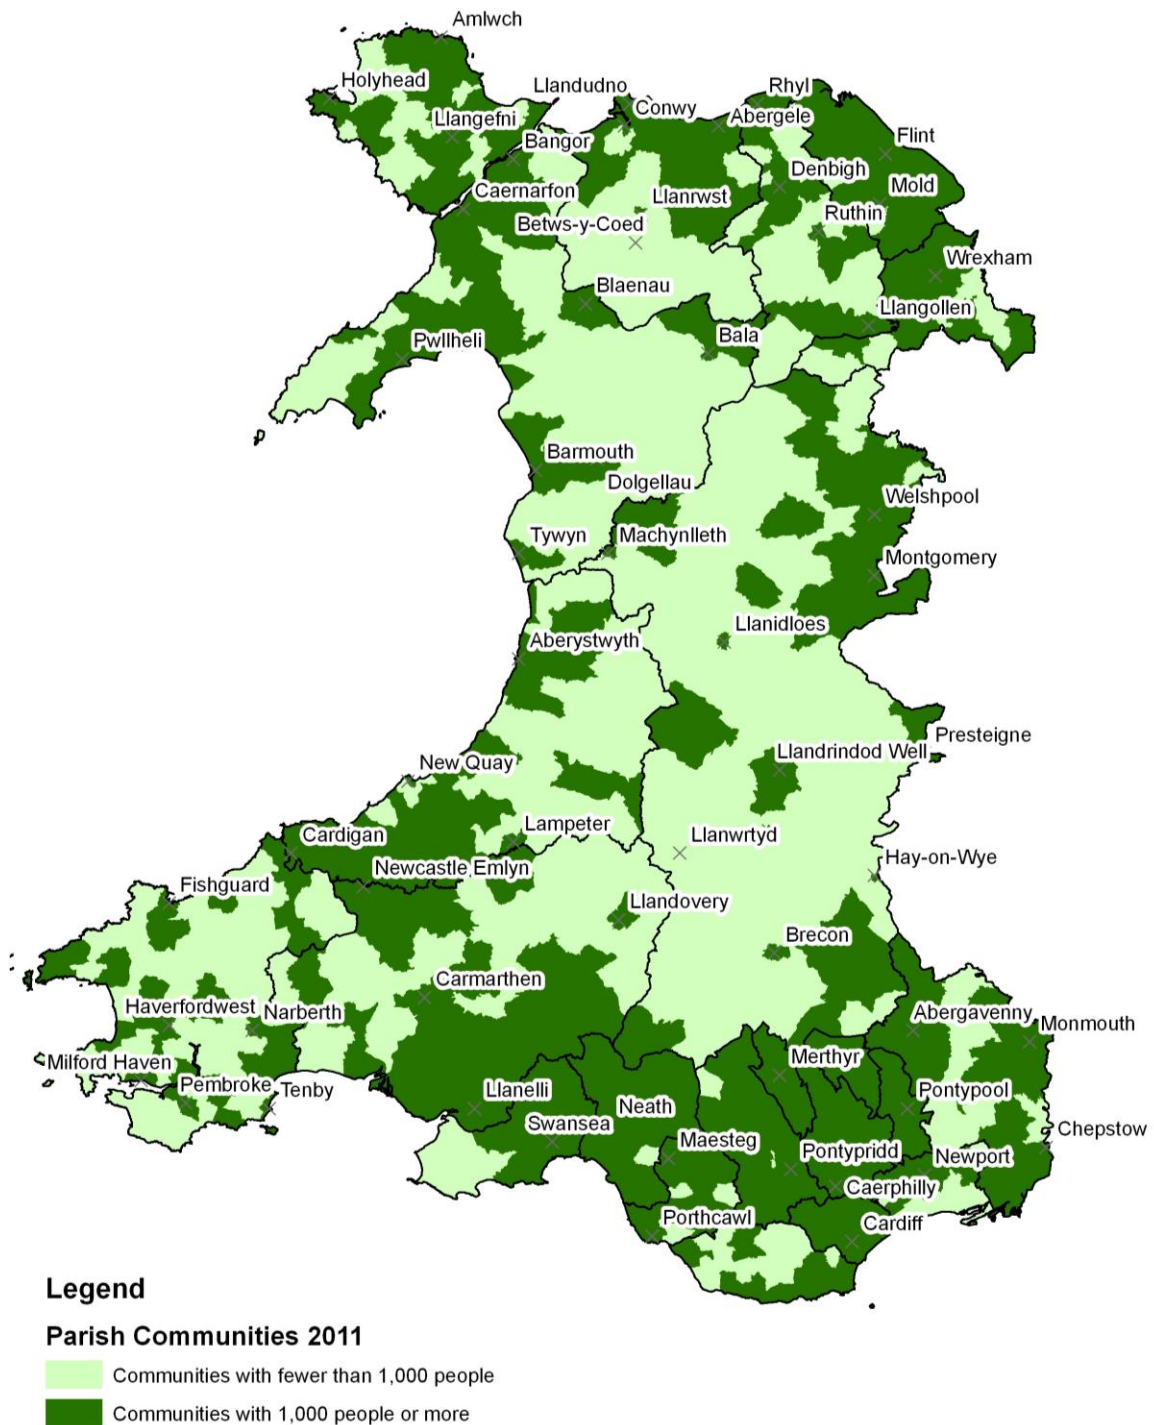 Amlwch
Holyhead
Llandudno
Rhyl
Conwy
Abergele
Llangefni
Bangor
Flint
Denbigh
Mold
Caernarfon
Llanrwst
Ruthin
Betws-y-Coed
Wrexham
Blaenau
Llangollen
Pwllheli
Bala
Barmouth
Dolgellau
Welshpool
Tywyn
Machynlleth
Montgomery
Llanidloes
Aberystwyth
Presteigne
Llandrindod Well
New Quay
Lampeter
Llanwrtyd
Cardigan
Hay-on-Wye
Newcastle Emlyn
Fishguard
Llandovery
Brecon
Carmarthen
Haverfordwest
Narberth
Abergavenny
Monmouth
Milford Haven
Merthyr
Pembroke
Tenby
Llanelli
Neath
Pontypool
Swansea
Maesteg
Chepstow
Pontypridd
Newport
Caerphilly
Porthcawl
Cardiff
Legend
Parish Communities 2011
Communities with fewer than 1,000 people
Communities with 1,000 people or more